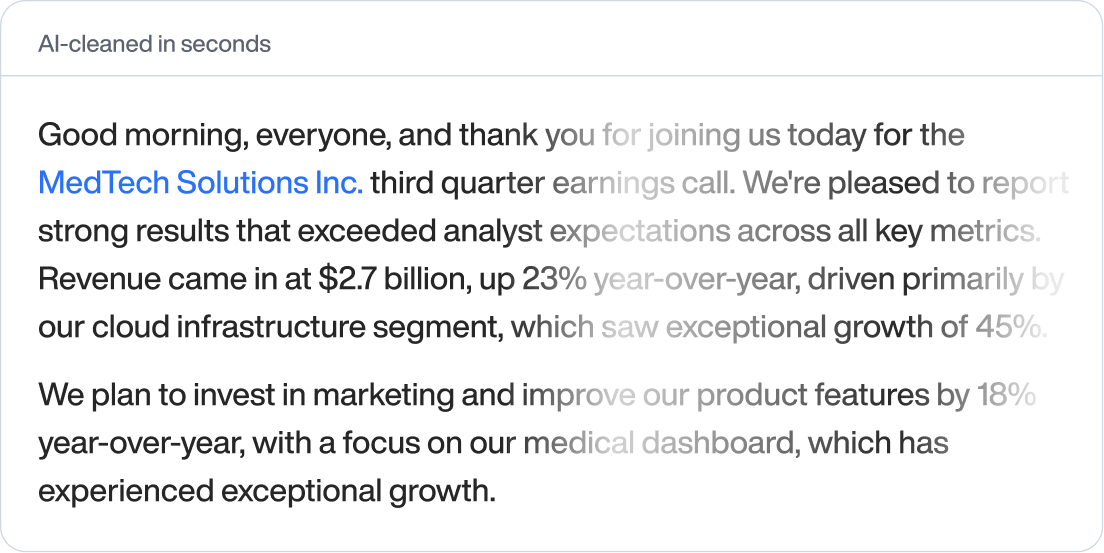 AI-cleaned in seconds
Good morning, everyone, and thank you for joining us today for the
MedTech Solutions Inc. third quarter earnings call. We're pleased to report
strong results that exceeded analyst expectations across all key metrics.
Revenue came in at $2.7 billion, up 23% year-over-year, driven primarily by
our cloud infrastructure segment, which saw exceptional growth of 45%.
We plan to invest in marketing and improve our product features by 18%
year-over-year, with a focus on our medical dashboard, which has
experienced exceptional growth.